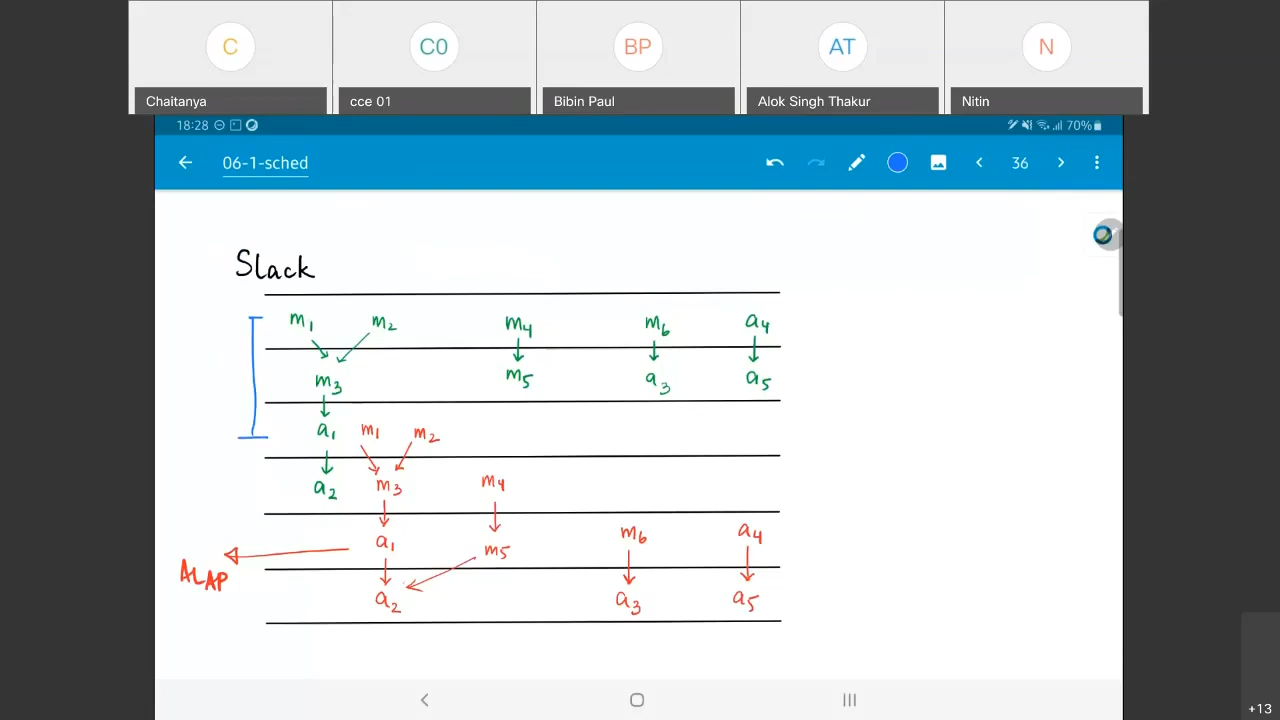 C C0 BP AT N
Chaitanya cce 01 Bibin Paul Alok Singh Thakur Nitin
18:28 70%
06-1-sched 36
Slack
m1 m2 m4 m6 a4
m3 m5 a3 a5
a1 m1 m2
a2 m3 m4
a1 m5 m6 a4
ALAP
a2 a3 a5
+13